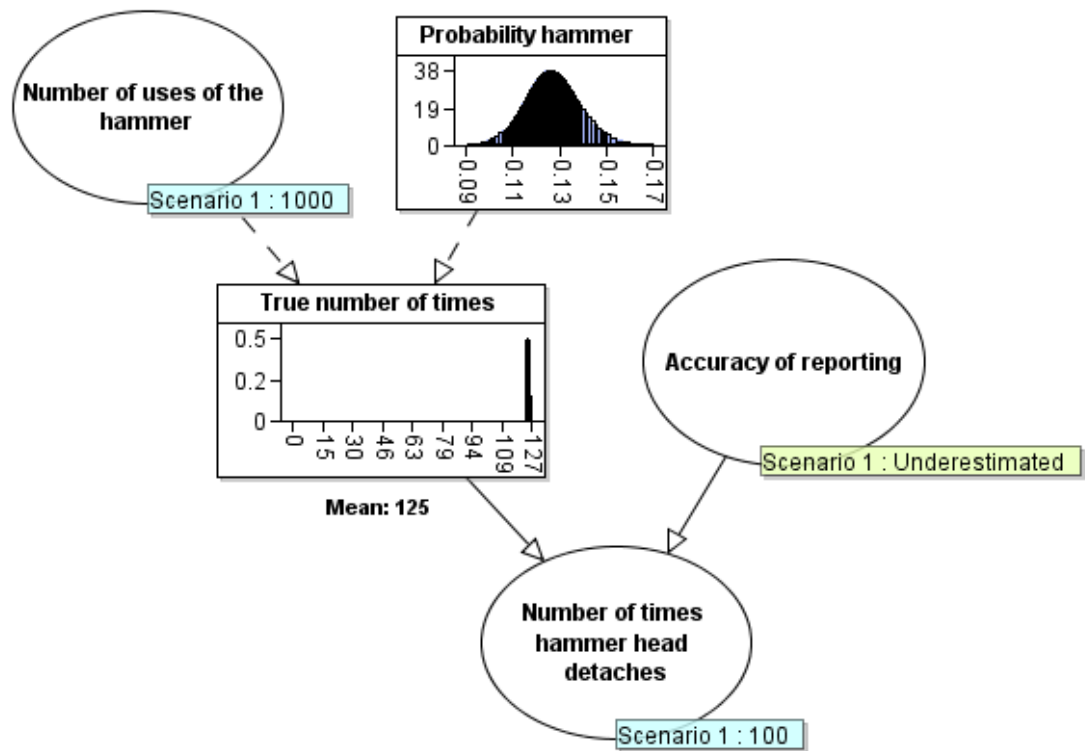 Number of uses of the
hammer
Scenario 1 : 1000
Probability hammer
38
19
0
0.09
0.11
0.13
0.15
0.17
True number of times
0.5
0.2
0
0
15
30
46
63
79
94
109
127
Mean: 125
Accuracy of reporting
Scenario 1 : Underestimated
Number of times
hammer head
detaches
Scenario 1 : 100